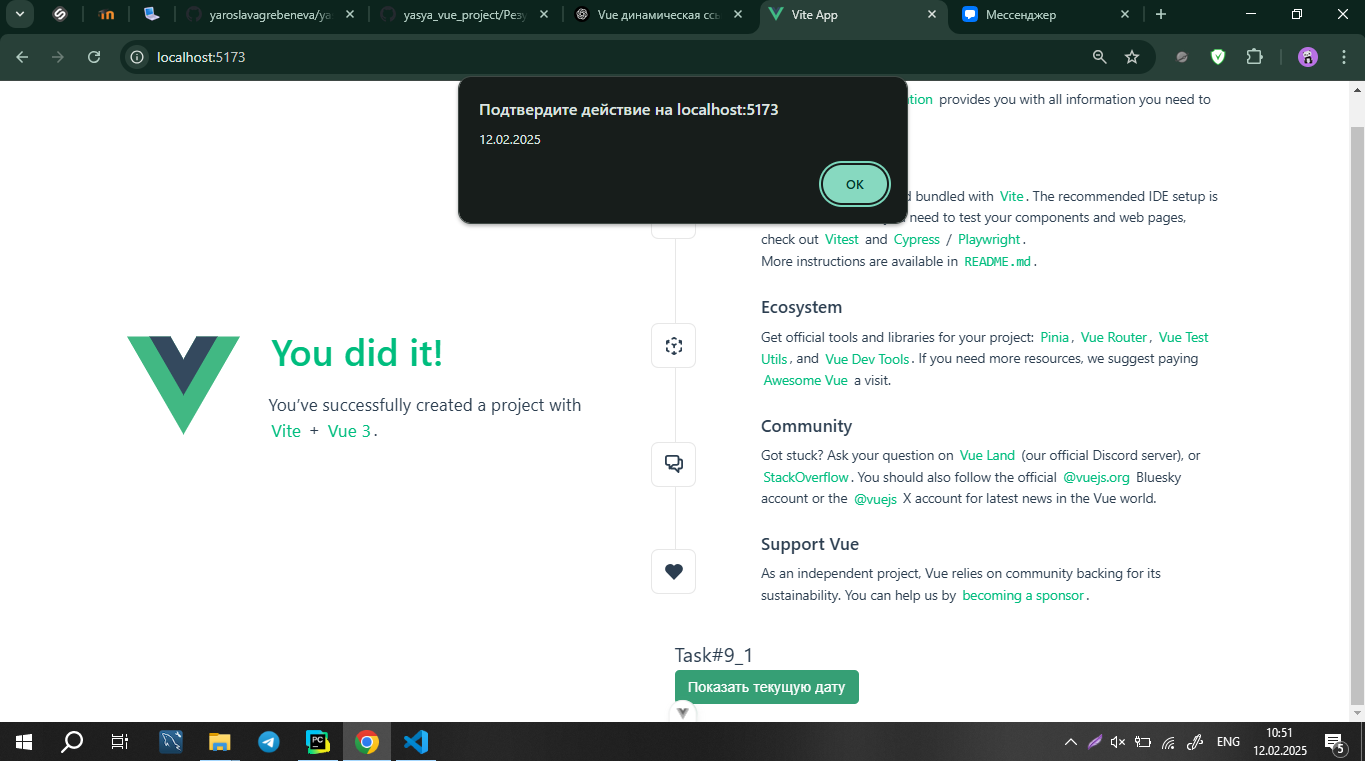 yaroslavagrebeneva/ya
yasya_vue_project/Резу
Vue динамическая ссы
Vite App
Мессенджер
localhost:5173
Подтвердите действие на localhost:5173
12.02.2025
OK
provides you with all information you need to
bundled with Vite. The recommended IDE setup is
need to test your components and web pages,
check out Vitest and Cypress / Playwright.
More instructions are available in README.md.
Ecosystem
Get official tools and libraries for your project: Pinia, Vue Router, Vue Test
Utils, and Vue Dev Tools. If you need more resources, we suggest paying
Awesome Vue a visit.
You did it!
You’ve successfully created a project with
Vite + Vue 3.
Community
Got stuck? Ask your question on Vue Land (our official Discord server), or
StackOverflow. You should also follow the official @vuejs.org Bluesky
account or the @vuejs X account for latest news in the Vue world.
Support Vue
As an independent project, Vue relies on community backing for its
sustainability. You can help us by becoming a sponsor.
Task#9_1
Показать текущую дату
PC
ENG
10:51
12.02.2025
5